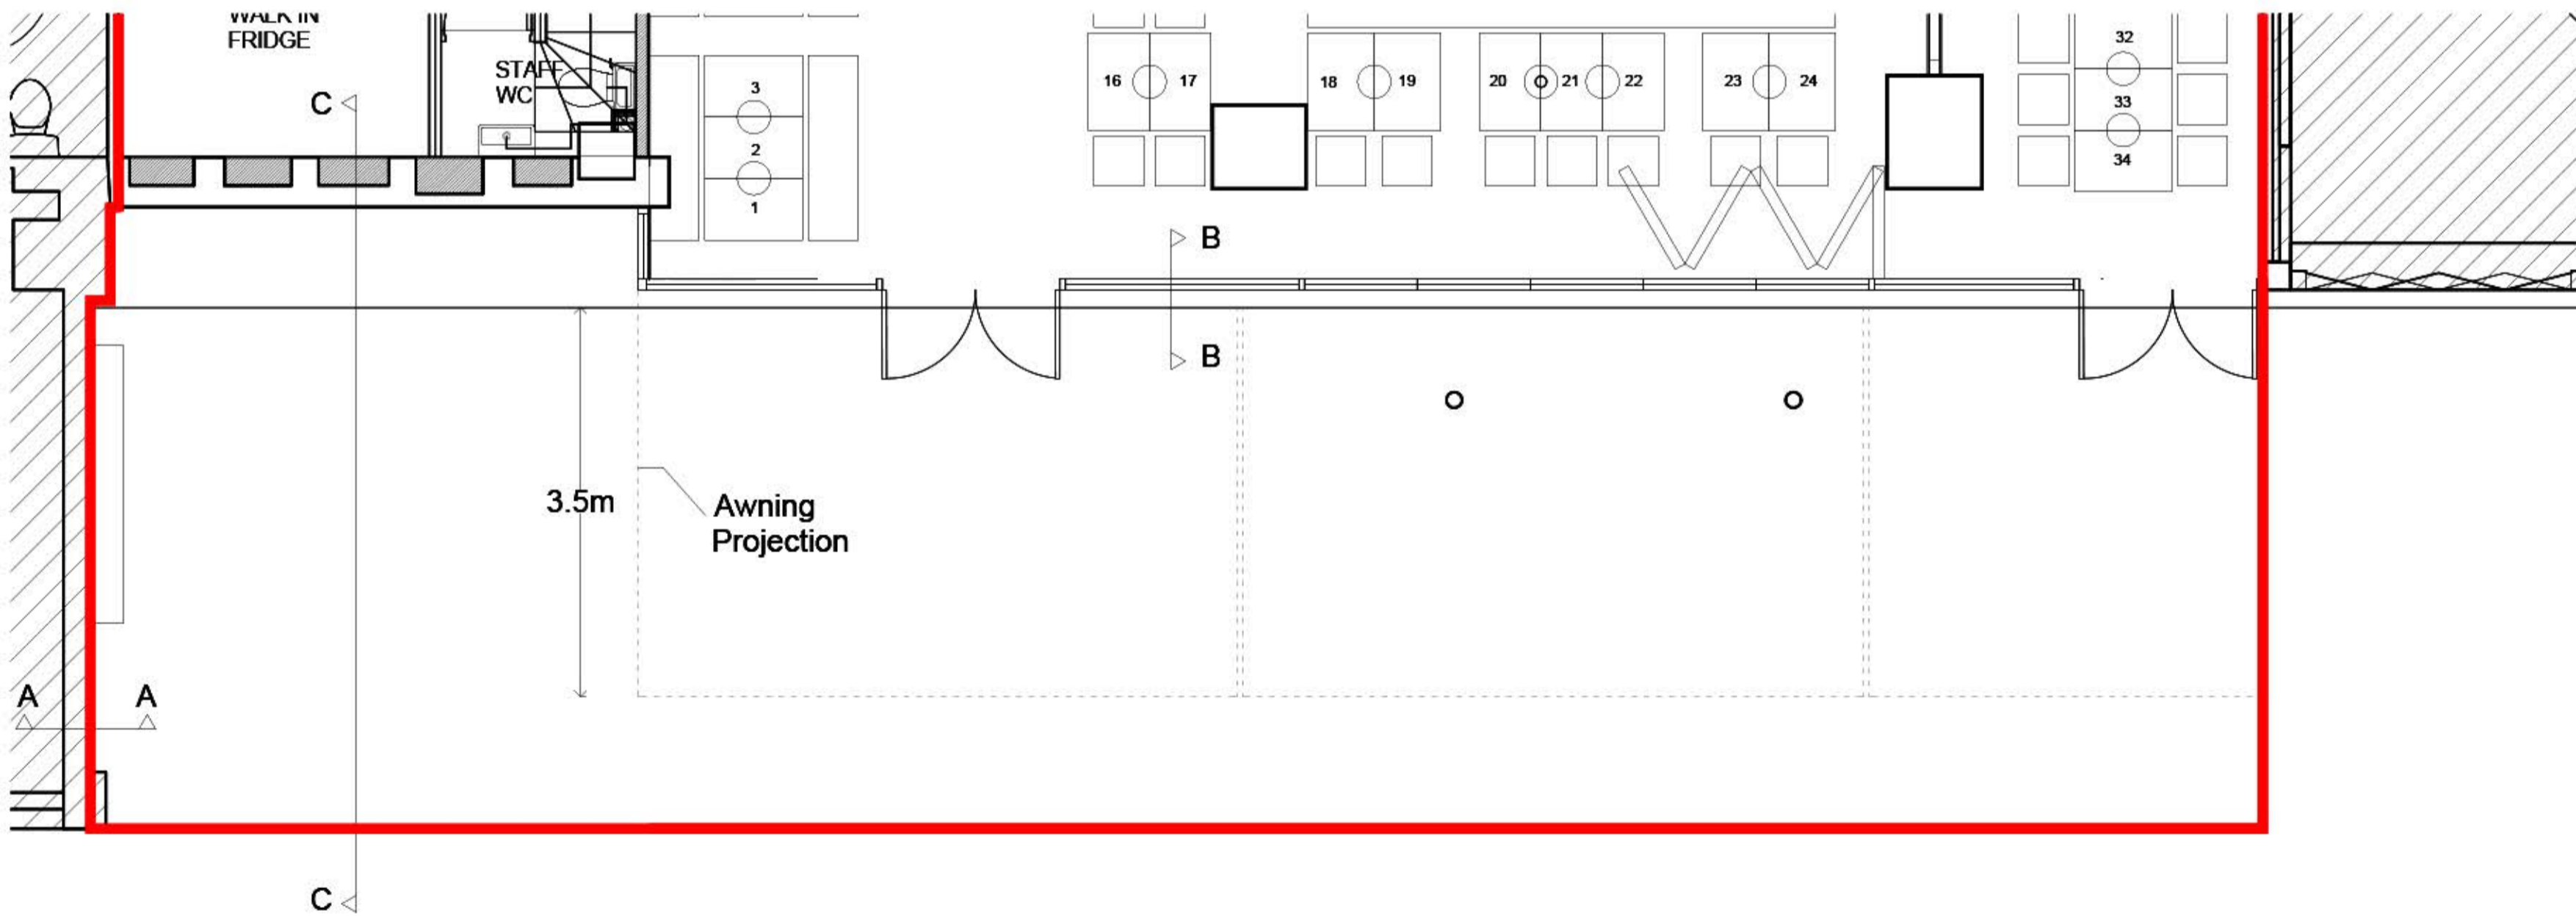 WALK IN
FRIDGE
STAFF
WC
C
3
2
1
16 17 18 19 20 21 22 23 24
32
33
34
B
B
3.5m
Awning
Projection
A A
C